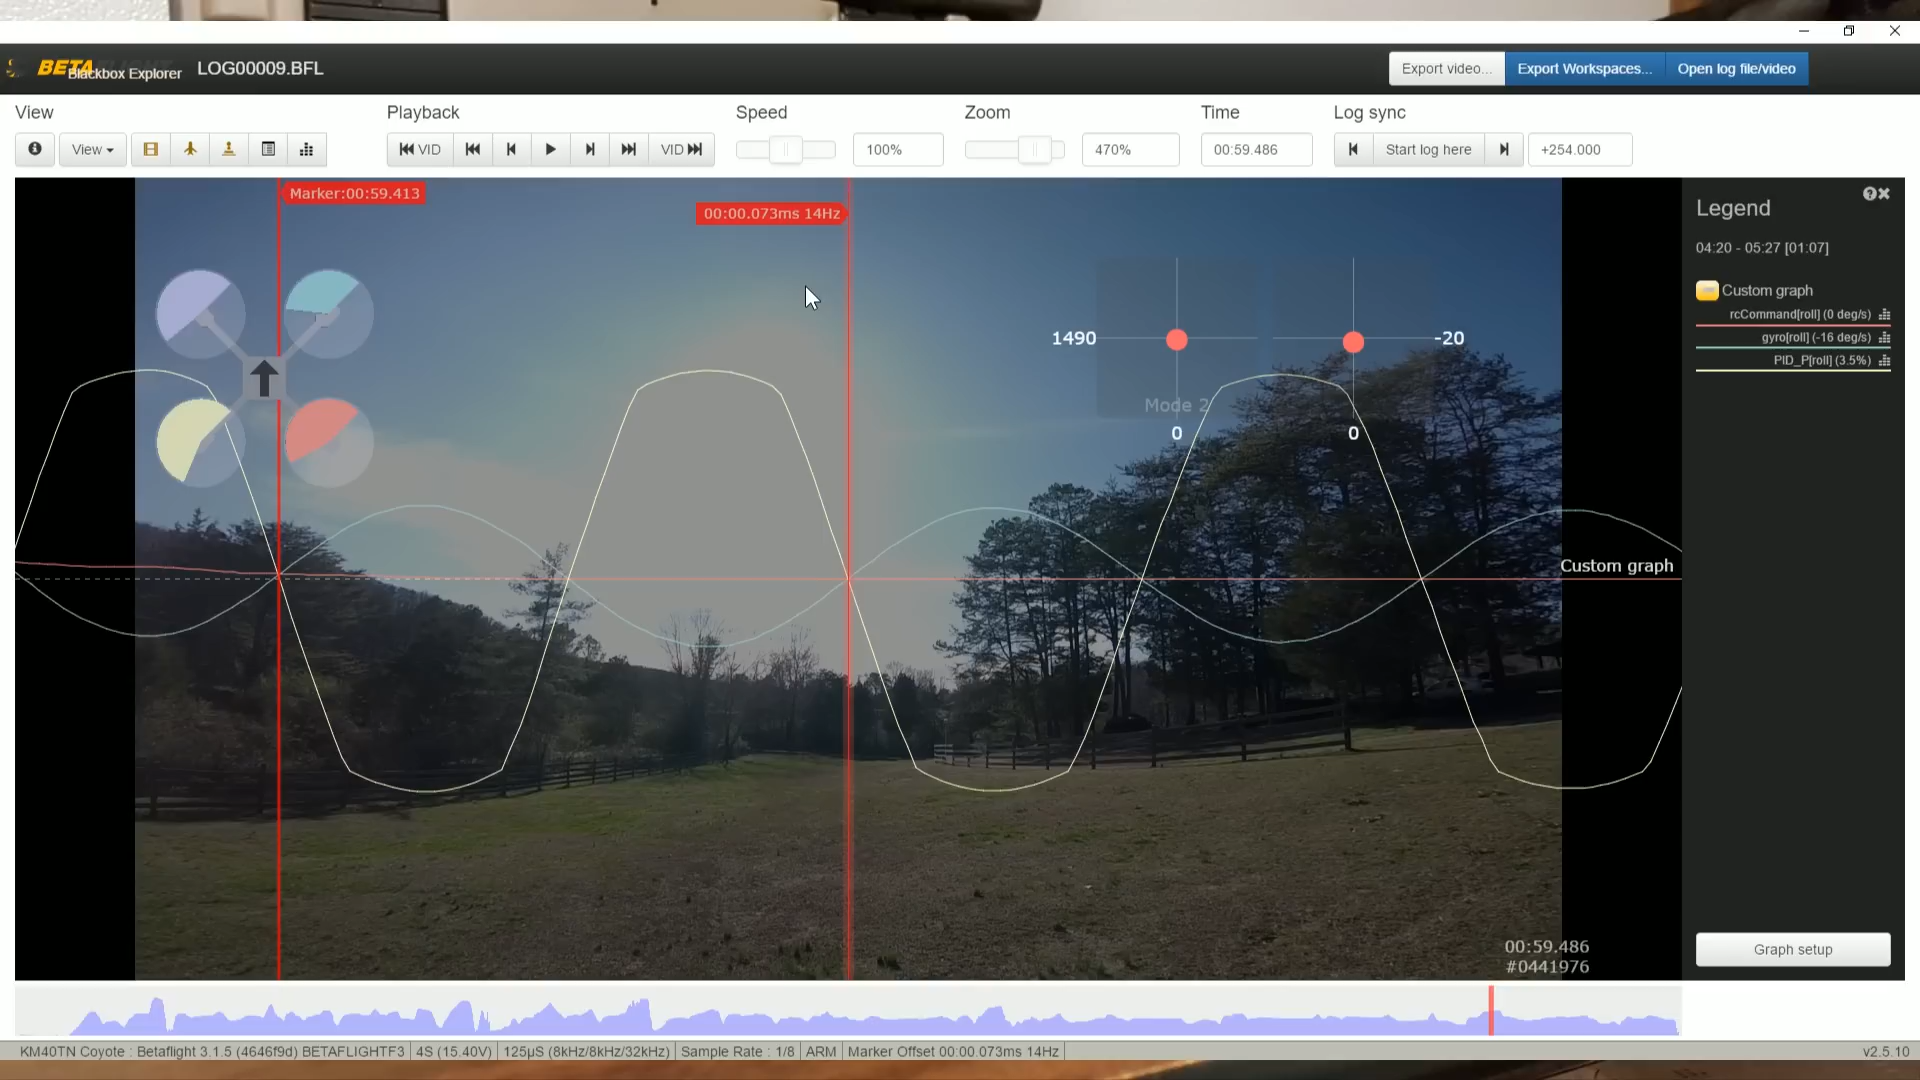 BETAFLIGHT
Blackbox Explorer LOG00009.BFL
Export video... Export Workspaces... Open log file/video
View Playback Speed Zoom Time Log sync
View VID VID 100% 470% 00:59.486 Start log here +254.000
Marker:00:59.413
00:00.073ms 14Hz
Legend
04:20 - 05:27 [01:07]
Custom graph
rcCommand[roll] (0 deg/s)
gyro[roll] (-16 deg/s)
PID_P[roll] (3.5%)
1490 -20
Mode 2
0 0
Custom graph
Graph setup
00:59.486
#0441976
KM40TN Coyote : Betaflight 3.1.5 (4646f9d) BETAFLIGHTF3 4S (15.40V) 125µS (8kHz/8kHz/32kHz) Sample Rate : 1/8 ARM Marker Offset 00:00.073ms 14Hz v2.5.10